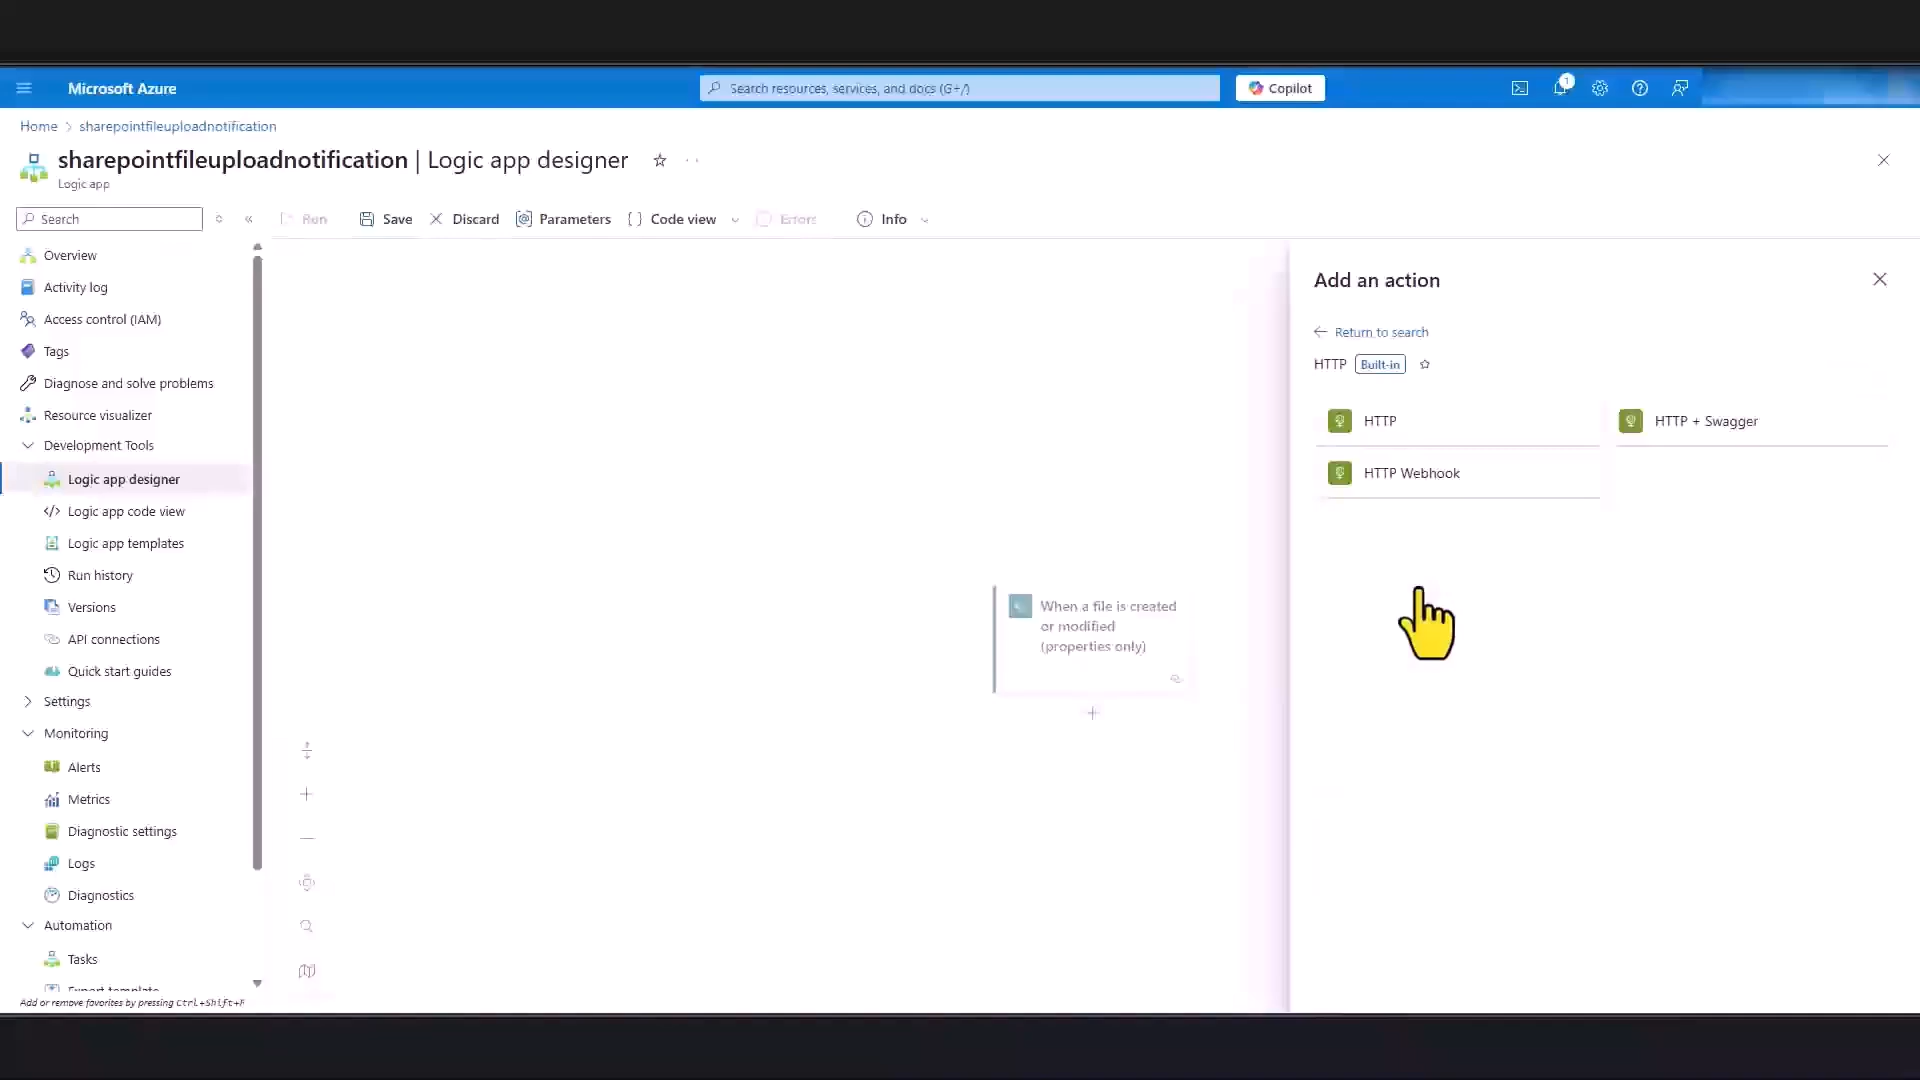 Microsoft Azure
Search resources, services, and docs (G+/)
Copilot
1
Home > sharepointfileuploadnotification
sharepointfileuploadnotification | Logic app designer
Logic app
Search
Run
Save
Discard
Parameters
Code view
Errors
Info
Overview
Activity log
Access control (IAM)
Tags
Diagnose and solve problems
Resource visualizer
Development Tools
Logic app designer
Logic app code view
Logic app templates
Run history
Versions
API connections
Quick start guides
Settings
Monitoring
Alerts
Metrics
Diagnostic settings
Logs
Diagnostics
Automation
Tasks
Export template
Add or remove favorites by pressing Ctrl+Shift+F
When a file is created
or modified
(properties only)
Add an action
Return to search
HTTP Built-in
HTTP
HTTP + Swagger
HTTP Webhook